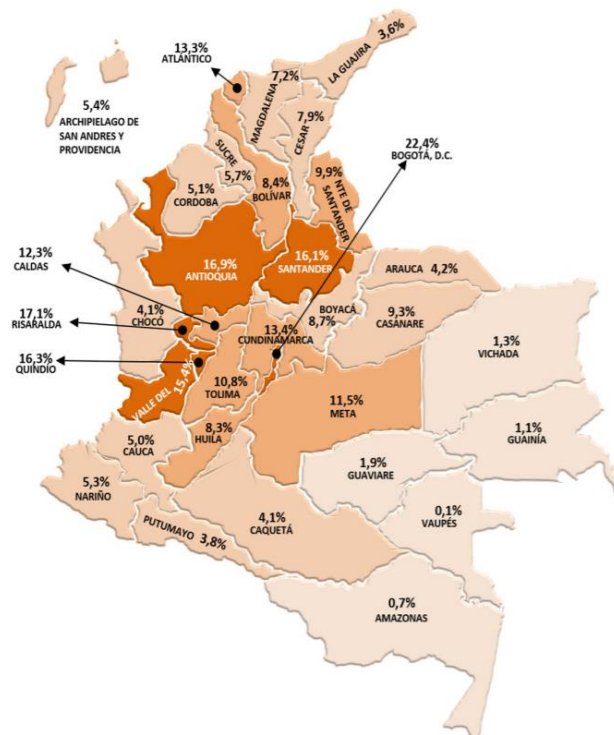 3,6%
LA GUAJIRA
13,3%
ATLÁNTICO
7,2%
MAGDALENA
7,9%
CESAR
5,4%
ARCHIPIELAGO DE
SAN ANDRES Y
PROVIDENCIA
22,4%
BOGOTÁ, D.C.
SUCRE
5,7%
9,9%
NTE DE
SANTANDER
5,1%
CORDOBA
8,4%
BOLÍVAR
12,3%
CALDAS
16,9%
ANTIOQUIA
16,1%
SANTANDER
ARAUCA 4,2%
17,1%
RISARALDA
4,1%
CHOCÓ
BOYACÁ
8,7%
9,3%
CASANARE
13,4%
CUNDINAMARCA
1,3%
VICHADA
16,3%
QUINDÍO
VALLE DEL
15,4%
10,8%
TOLIMA
11,5%
META
8,3%
HUILA
5,0%
CAUCA
1,1%
GUAINÍA
1,9%
GUAVIARE
5,3%
NARIÑO
4,1%
CAQUETÁ
0,1%
VAUPÉS
PUTUMAYO 3,8%
0,7%
AMAZONAS